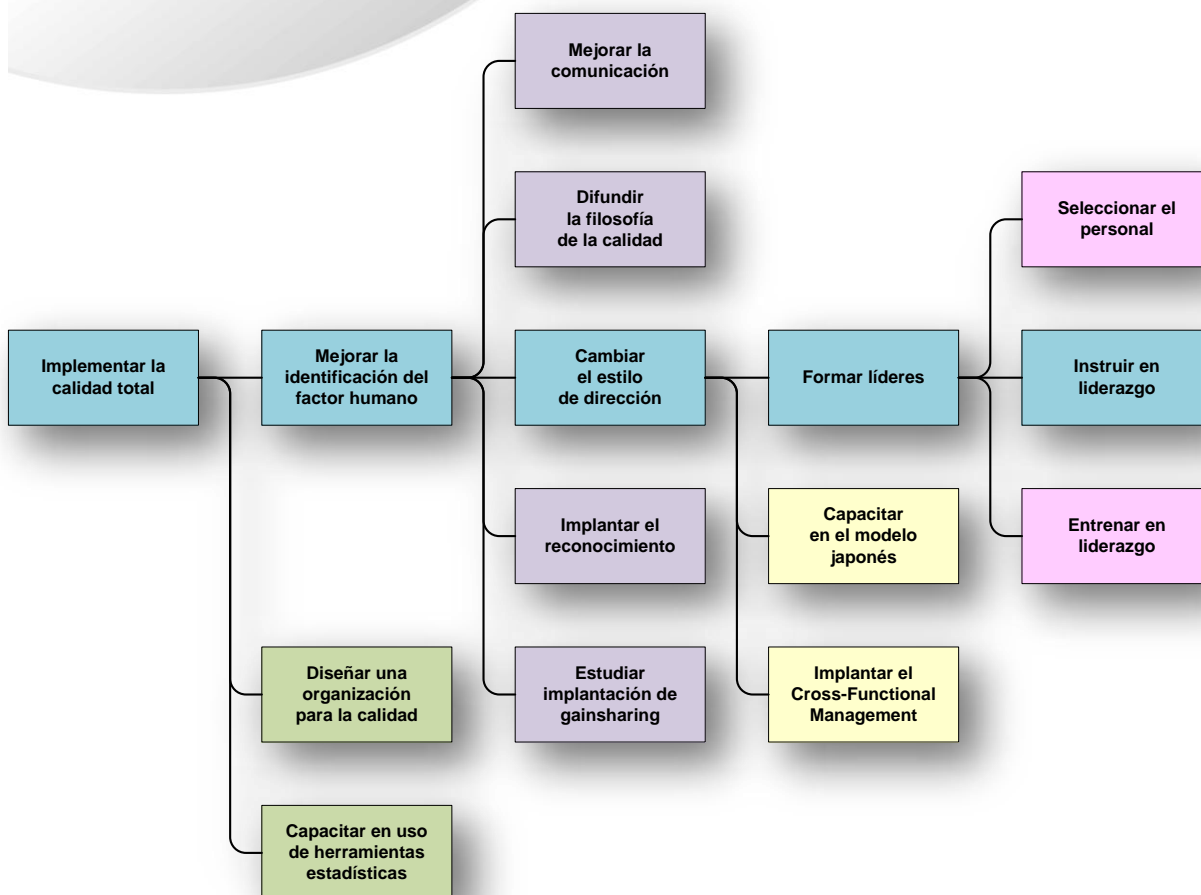 Mejorar la
comunicación
Difundir
la filosofía
de la calidad
Seleccionar el
personal
Implementar la
calidad total
Mejorar la
identificación del
factor humano
Cambiar
el estilo
de dirección
Formar líderes
Instruir en
liderazgo
Implantar el
reconocimiento
Capacitar
en el modelo
japonés
Entrenar en
liderazgo
Diseñar una
organización
para la calidad
Estudiar
implantación de
gainsharing
Implantar el
Cross-Functional
Management
Capacitar en uso
de herramientas
estadísticas